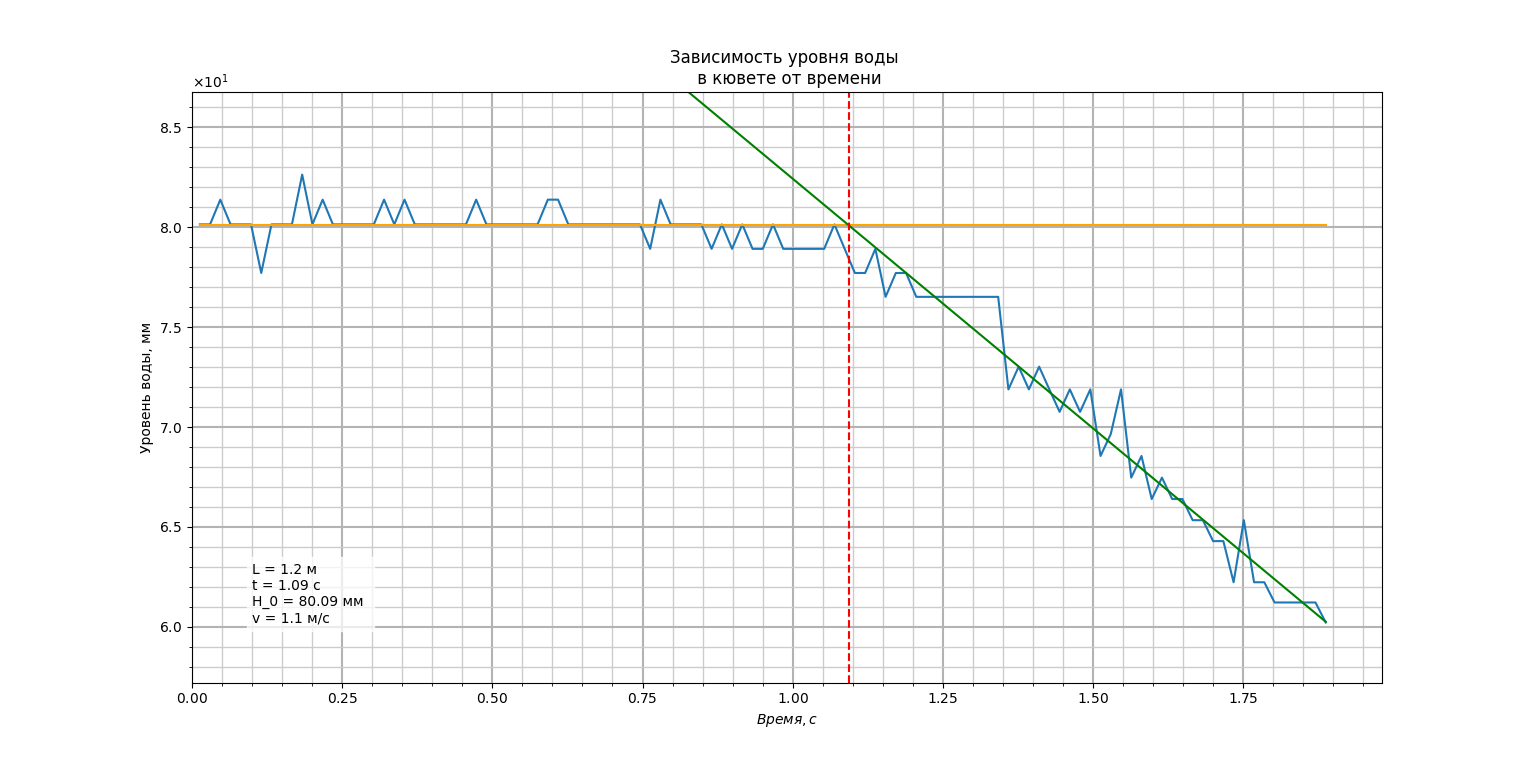 Зависимость уровня воды
в кювете от времени
×10¹
8.5
8.0
7.5
7.0
6.5
6.0
Уровень воды, мм
L = 1.2 м
t = 1.09 с
H_0 = 80.09 мм
v = 1.1 м/с
0.00 0.25 0.50 0.75 1.00 1.25 1.50 1.75
Время, с